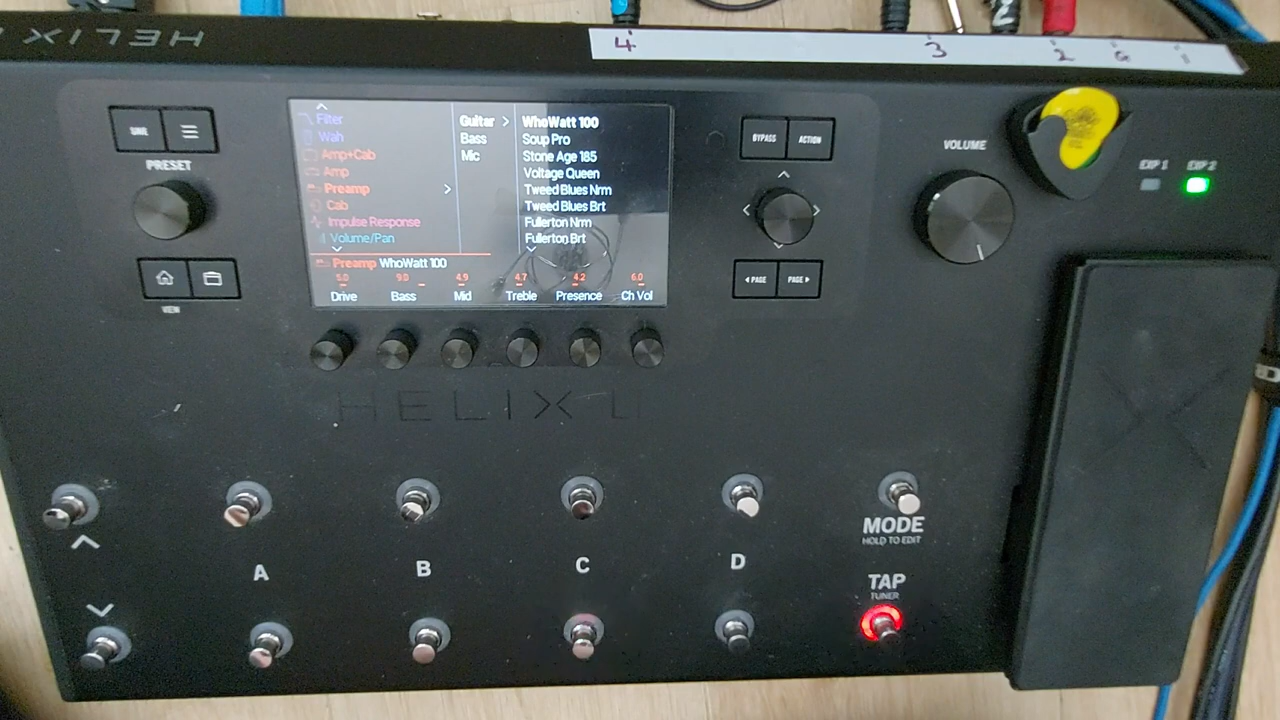 HELIX
4 3 2 6 1
2
SAVE
PRESET
Filter
Wah
Amp+Cab
Amp
Preamp
Cab
Impulse Response
Volume/Pan
Guitar
Bass
Mic
WhoWatt 100
Soup Pro
Stone Age 185
Voltage Queen
Tweed Blues Nrm
Tweed Blues Brt
Fullerton Nrm
Fullerton Brt
Preamp WhoWatt 100
5.0 9.0 4.9 4.7 4.2 6.0
Drive Bass Mid Treble Presence Ch Vol
BYPASS ACTION
PAGE PAGE
VOLUME
EXP 1 EXP 2
HELIX L
A B C D
MODE
HOLD TO EDIT
TAP
TUNER